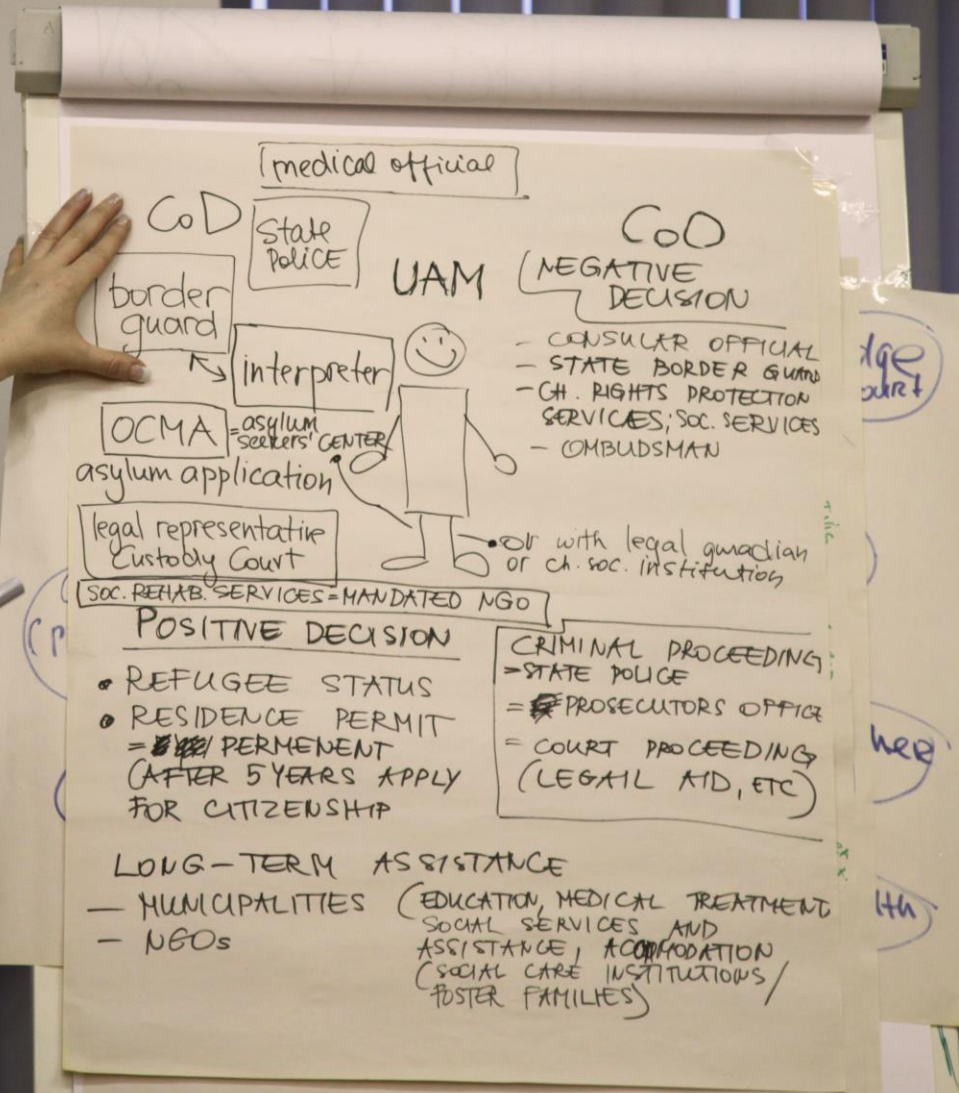 medical official
CoD
State
POLICE
CoO
UAM
NEGATIVE
DECISION
border
guard
interpreter
- CONSULAR OFFICIAL
- STATE BORDER GUARD
- CH. RIGHTS PROTECTION
SERVICES; SOC. SERVICES
- OMBUDSMAN
OCMA = asylum
seekers' CENTER
asylum application
legal representative
Custody Court
• or with legal guardian
or ch. soc. institution
SOC. REHAB. SERVICES = MANDATED NGO
POSITIVE DECISION
• REFUGEE STATUS
• RESIDENCE PERMIT
= PERMENENT
(AFTER 5 YEARS APPLY
FOR CITIZENSHIP
CRIMINAL PROCEEDING
= STATE POLICE
= PROSECUTORS OFFICE
= COURT PROCEEDING
(LEGAIL AID, ETC)
LONG-TERM ASSISTANCE
— MUNICIPALITIES (EDUCATION, MEDICAL TREATMENT
SOCIAL SERVICES AND
ASSISTANCE, ACOMMODATION
(SOCIAL CARE INSTITUTIONS/
FOSTER FAMILIES)
— NGOs